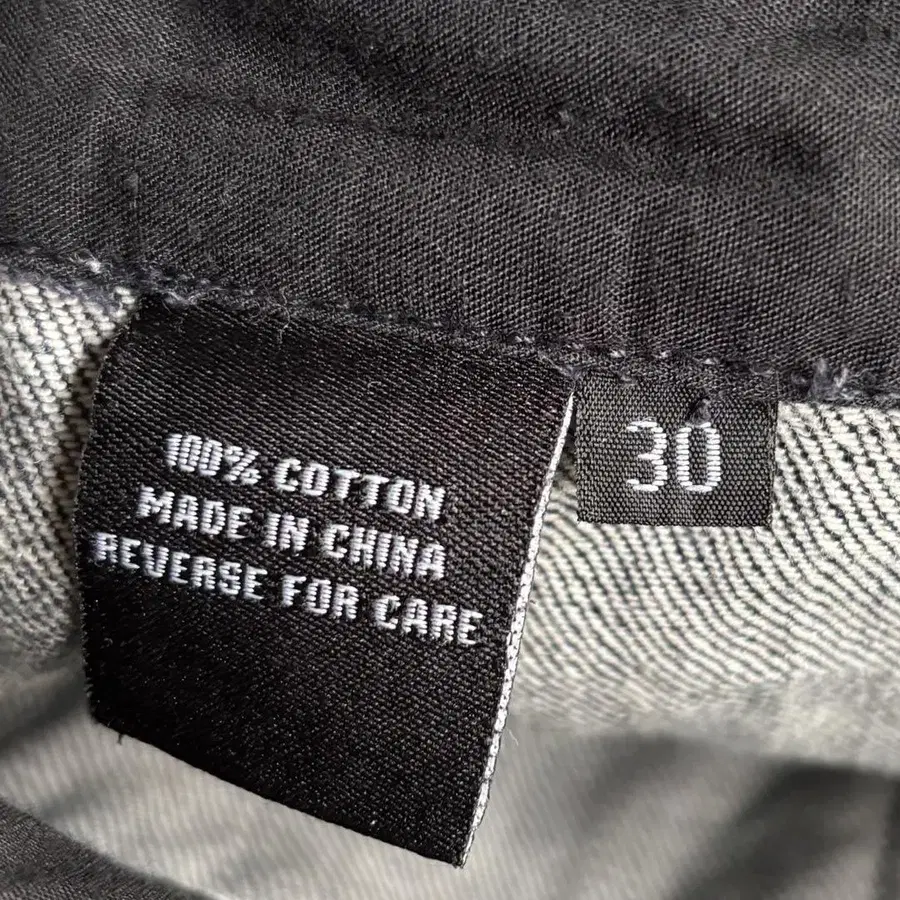 100% COTTON
MADE IN CHINA
REVERSE FOR CARE
30